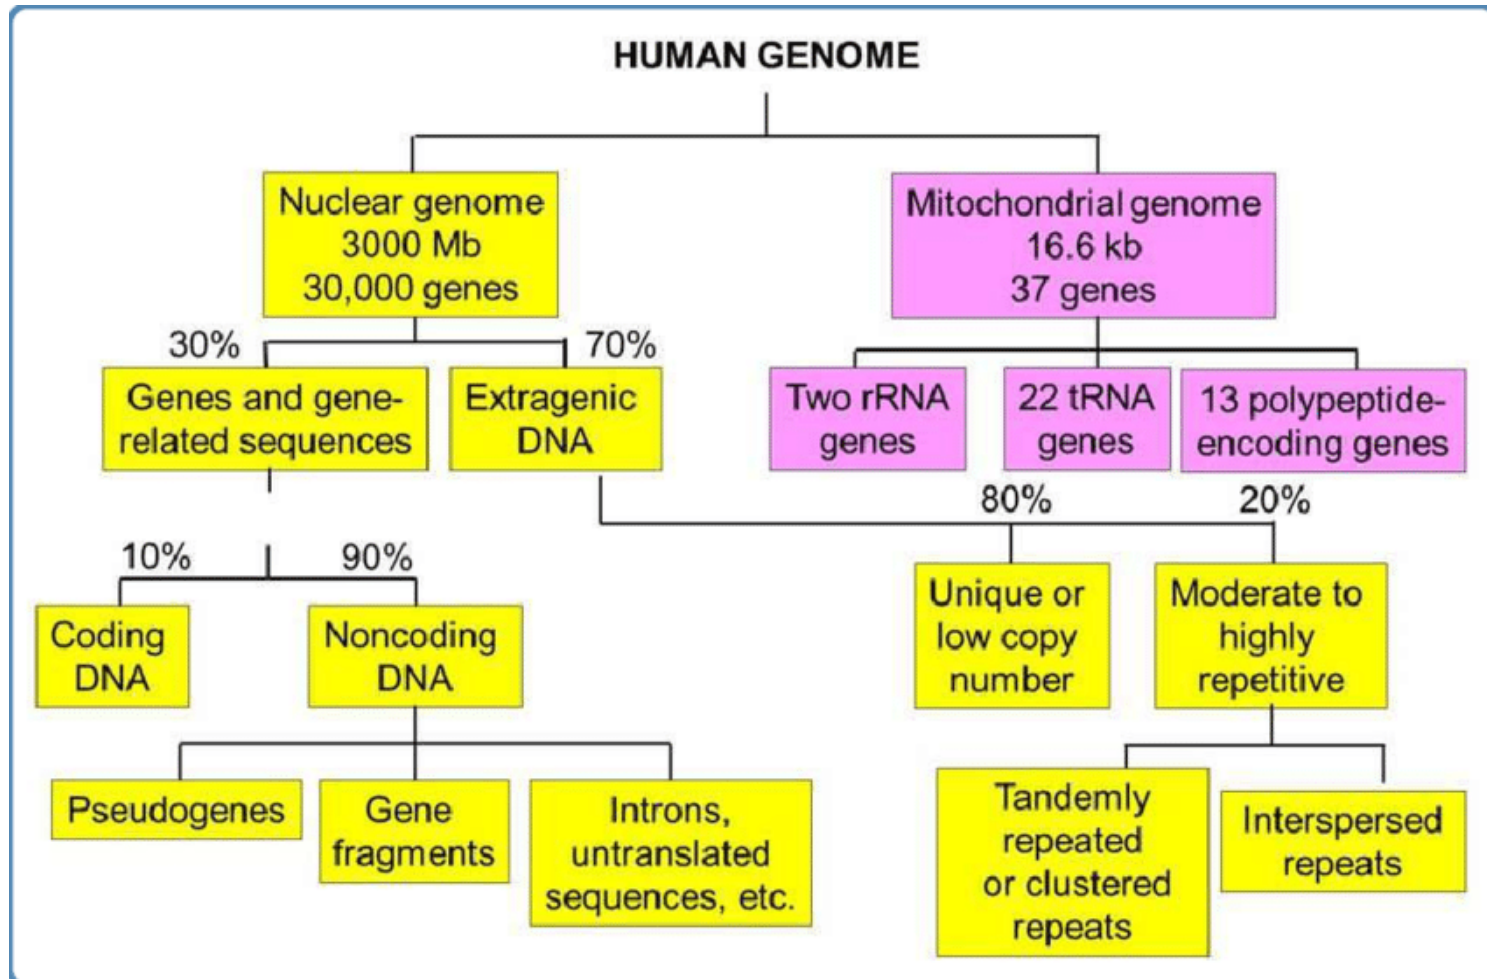 HUMAN GENOME
Nuclear genome
3000 Mb
30,000 genes
Mitochondrial genome
16.6 kb
37 genes
30%
70%
Genes and gene-
related sequences
Extragenic
DNA
Two rRNA
genes
22 tRNA
genes
13 polypeptide-
encoding genes
80%
20%
10%
90%
Coding
DNA
Noncoding
DNA
Unique or
low copy
number
Moderate to
highly
repetitive
Pseudogenes
Gene
fragments
Introns,
untranslated
sequences, etc.
Tandemly
repeated
or clustered
repeats
Interspersed
repeats